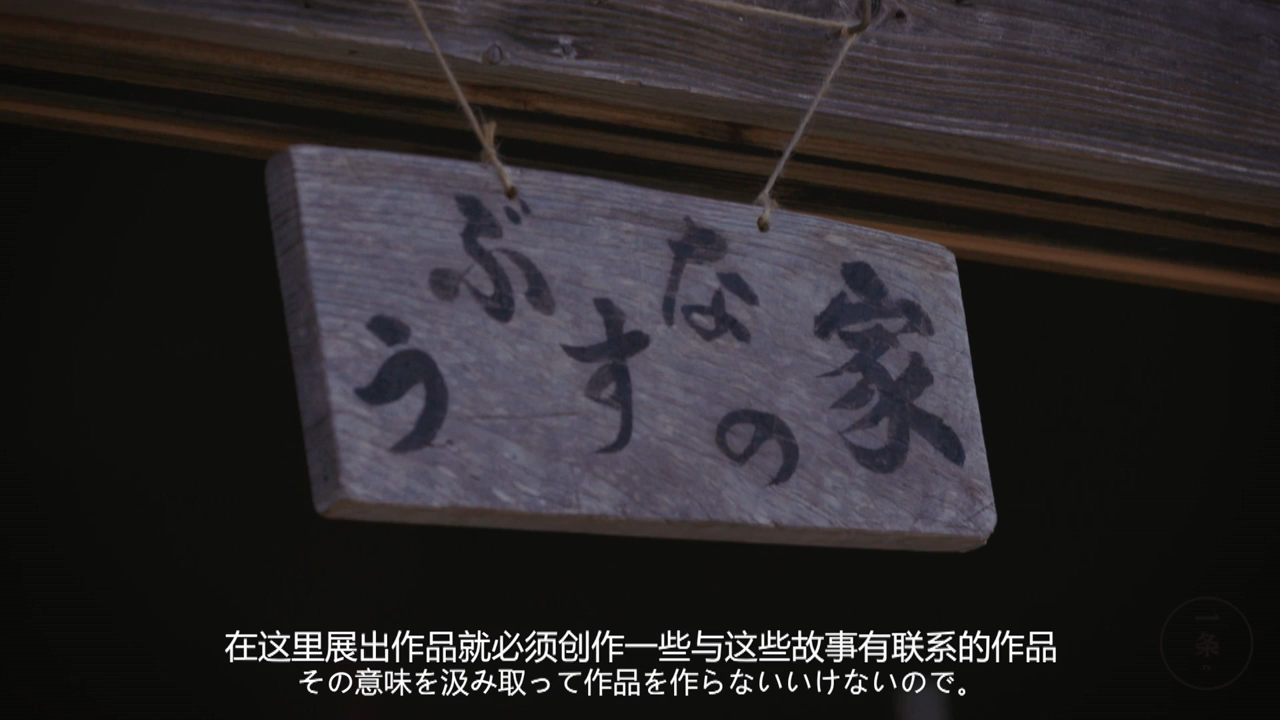 うぶすなの家
在这里展出作品就必须创作一些与这些故事有联系的作品
その意味を汲み取って作品を作らないいけないので。
一条